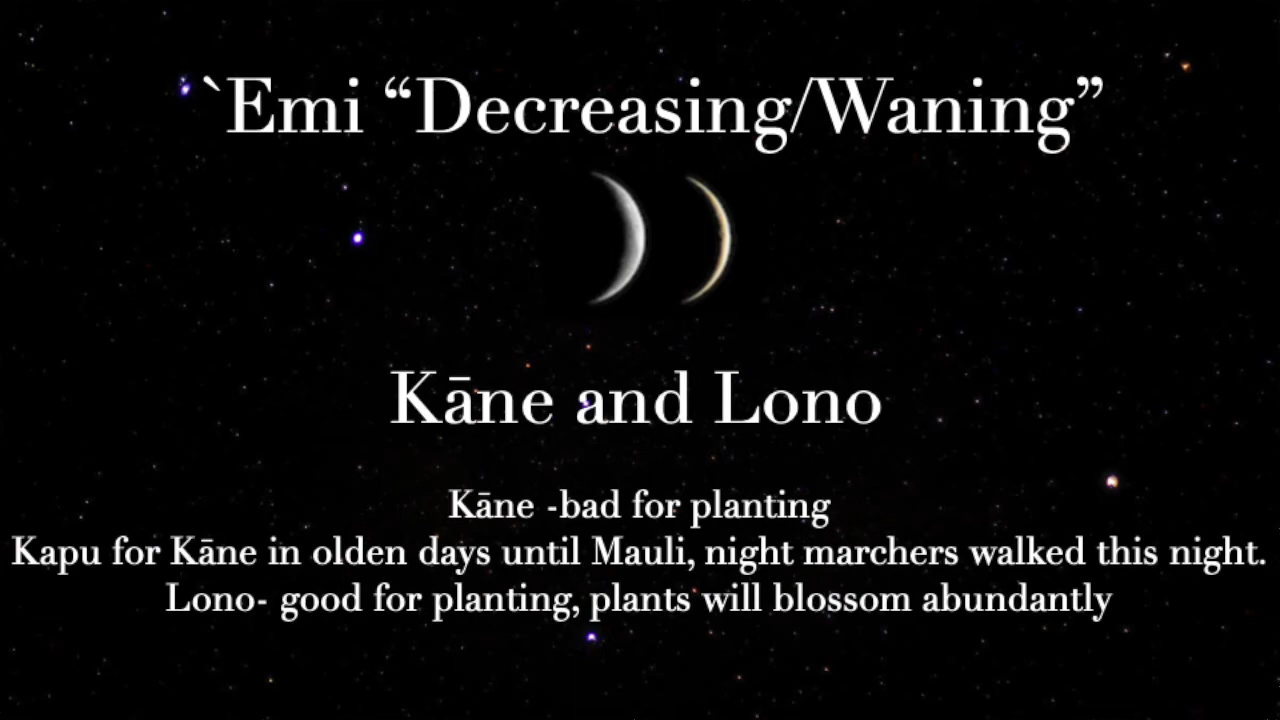 `Emi “Decreasing/Waning”
Kāne and Lono
Kāne -bad for planting
Kapu for Kāne in olden days until Mauli, night marchers walked this night.
Lono- good for planting, plants will blossom abundantly